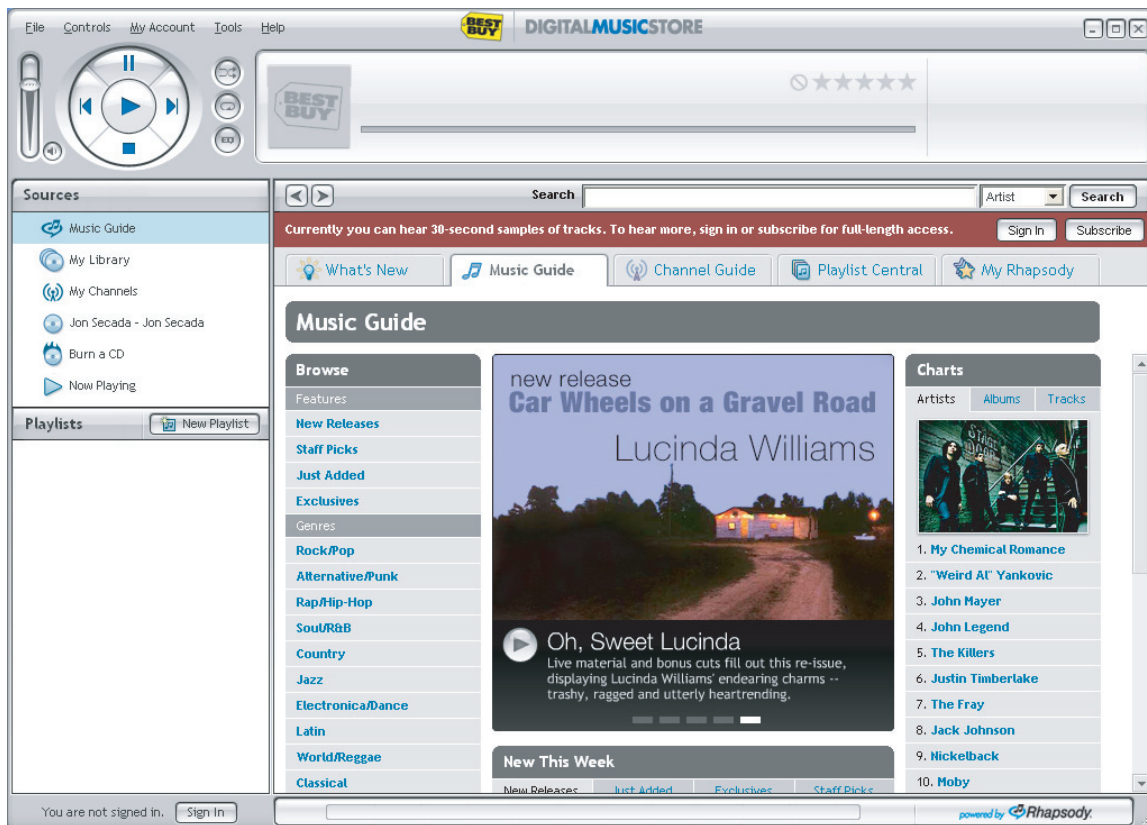 File Controls My Account Tools Help
BEST BUY DIGITALMUSICSTORE
BEST BUY
EQ
Sources
Music Guide
My Library
My Channels
Jon Secada - Jon Secada
Burn a CD
Now Playing
Playlists New Playlist
Search Artist Search
Currently you can hear 30-second samples of tracks. To hear more, sign in or subscribe for full-length access. Sign In Subscribe
What's New Music Guide Channel Guide Playlist Central My Rhapsody
Music Guide
Browse
Features
New Releases
Staff Picks
Just Added
Exclusives
Genres
Rock/Pop
Alternative/Punk
Rap/Hip-Hop
Soul/R&B
Country
Jazz
Electronica/Dance
Latin
World/Reggae
Classical
new release
Car Wheels on a Gravel Road
Lucinda Williams
Oh, Sweet Lucinda
Live material and bonus cuts fill out this re-issue,
displaying Lucinda Williams' endearing charms --
trashy, ragged and utterly heartrending.
New This Week
New Releases Just Added Exclusives Staff Picks
Charts
Artists Albums Tracks
STAGE DOOR
1. My Chemical Romance
2. "Weird Al" Yankovic
3. John Mayer
4. John Legend
5. The Killers
6. Justin Timberlake
7. The Fray
8. Jack Johnson
9. Nickelback
10. Moby
You are not signed in. Sign In
powered by Rhapsody.